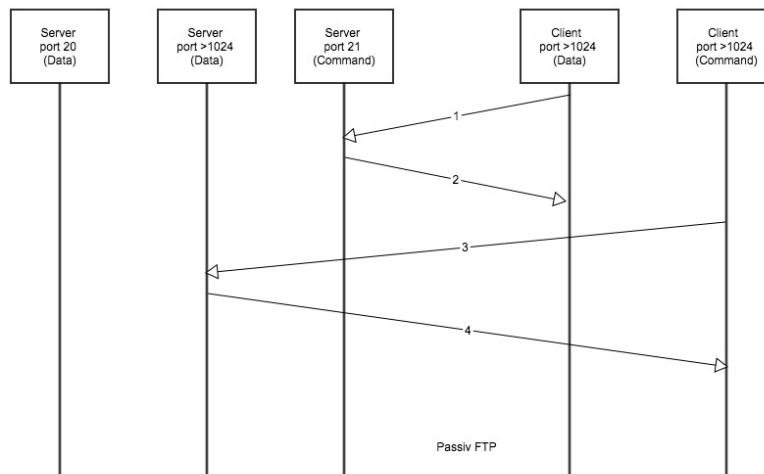 Server
port 20
(Data)
Server
port >1024
(Data)
Server
port 21
(Command)
Client
port >1024
(Data)
Client
port >1024
(Command)
1
2
3
4
Passiv FTP